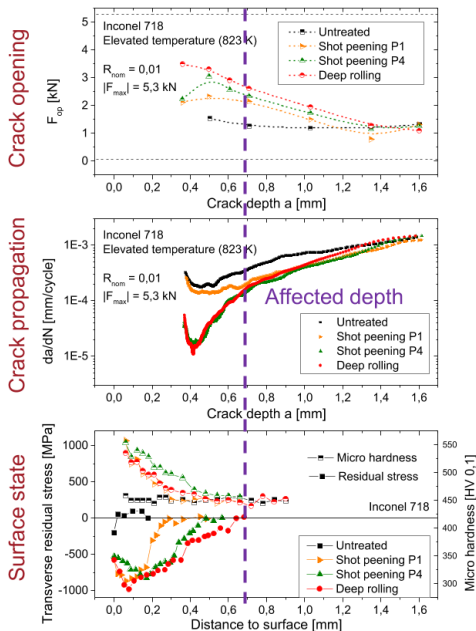 Crack opening
F_op [kN]
5
4
3
2
1
0
Inconel 718
Elevated temperature (823 K)
R_nom = 0,01
|F_max| = 5,3 kN
Untreated
Shot peening P1
Shot peening P4
Deep rolling
0,0 0,2 0,4 0,6 0,8 1,0 1,2 1,4 1,6
Crack depth a [mm]
Crack propagation
da/dN [mm/cycle]
1E-3
1E-4
1E-5
Inconel 718
Elevated temperature (823 K)
R_nom = 0,01
|F_max| = 5,3 kN
Affected depth
Untreated
Shot peening P1
Shot peening P4
Deep rolling
0,0 0,2 0,4 0,6 0,8 1,0 1,2 1,4 1,6
Crack depth a [mm]
Surface state
Transverse residual stress [MPa]
1000
500
0
-500
-1000
Micro hardness
Residual stress
Inconel 718
Untreated
Shot peening P1
Shot peening P4
Deep rolling
550
500
450
400
350
300
Micro hardness [HV 0,1]
0,0 0,2 0,4 0,6 0,8 1,0 1,2 1,4 1,6
Distance to surface [mm]